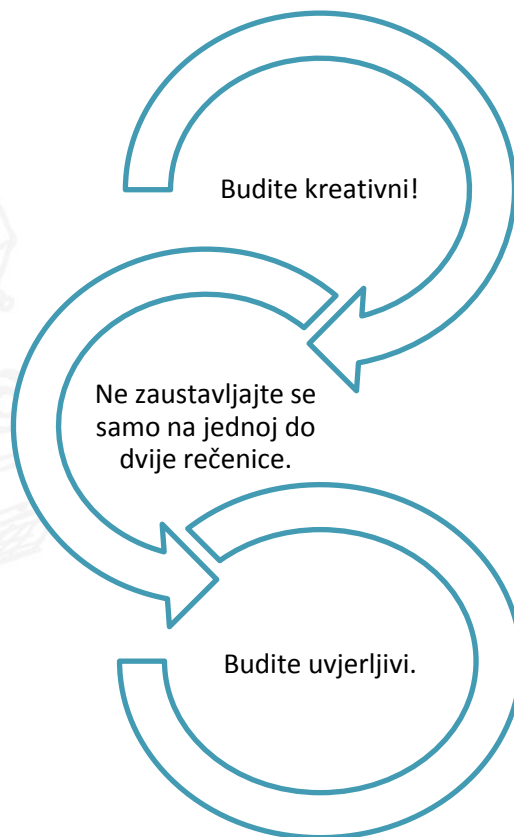 Budite kreativni!
Ne zaustavljajte se
samo na jednoj do
dvije rečenice.
Budite uvjerljivi.